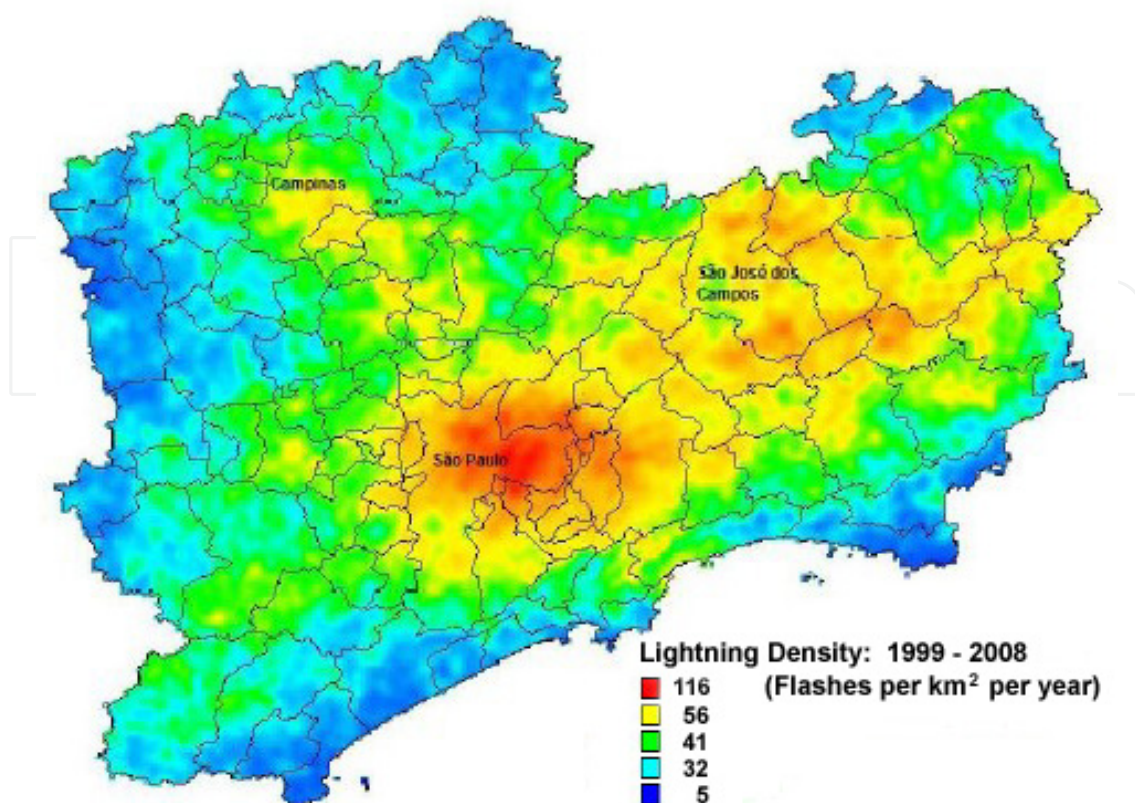 Campinas
São José dos
Campos
São Paulo
Lightning Density: 1999 - 2008
(Flashes per km² per year)
116
56
41
32
5